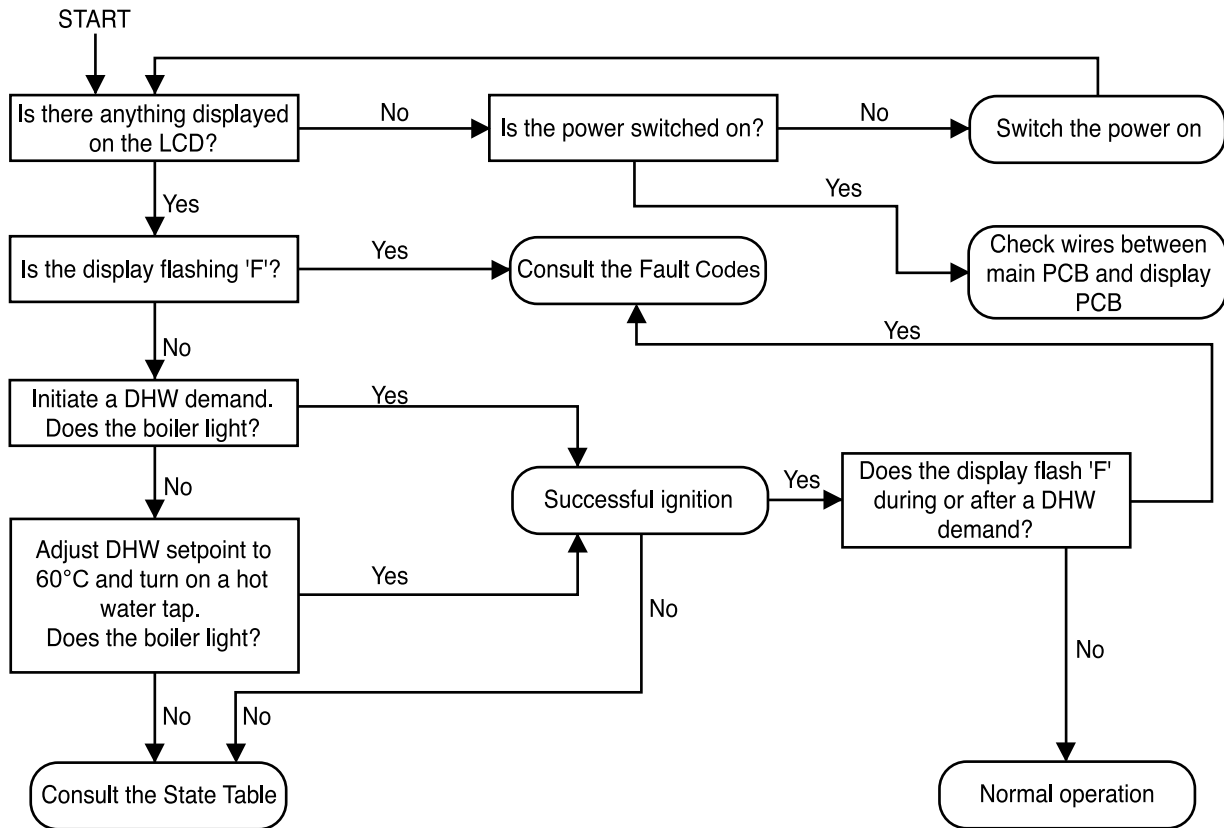 START
Is there anything displayed
on the LCD?
No
Is the power switched on?
No
Switch the power on
Yes
Yes
Check wires between
main PCB and display
PCB
Is the display flashing 'F'?
Yes
Consult the Fault Codes
Yes
No
Initiate a DHW demand.
Does the boiler light?
Yes
No
Successful ignition
Yes
Does the display flash 'F'
during or after a DHW
demand?
Adjust DHW setpoint to
60°C and turn on a hot
water tap.
Does the boiler light?
Yes
No
No
No
No
Consult the State Table
Normal operation